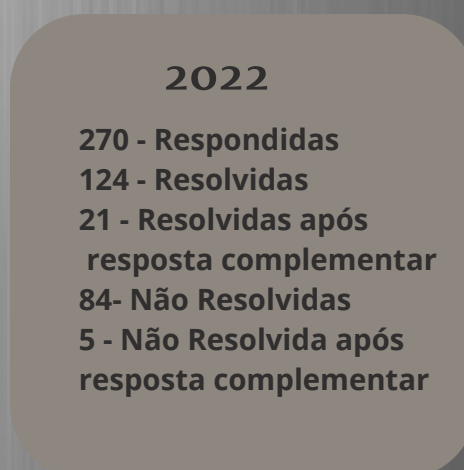 2022
270 - Respondidas
124 - Resolvidas
21 - Resolvidas após
resposta complementar
84- Não Resolvidas
5 - Não Resolvida após
resposta complementar